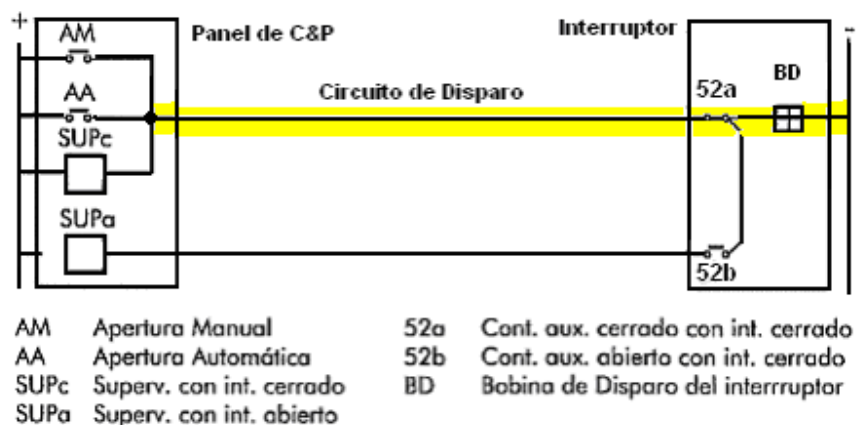 +
-
AM
Panel de C&P
Interruptor
BD
AA
Circuito de Disparo
52a
SUPc
SUPa
52b
AM Apertura Manual
AA Apertura Automática
SUPc Superv. con int. cerrado
SUPa Superv. con int. abierto
52a Cont. aux. cerrado con int. cerrado
52b Cont. aux. abierto con int. cerrado
BD Bobina de Disparo del interrruptor